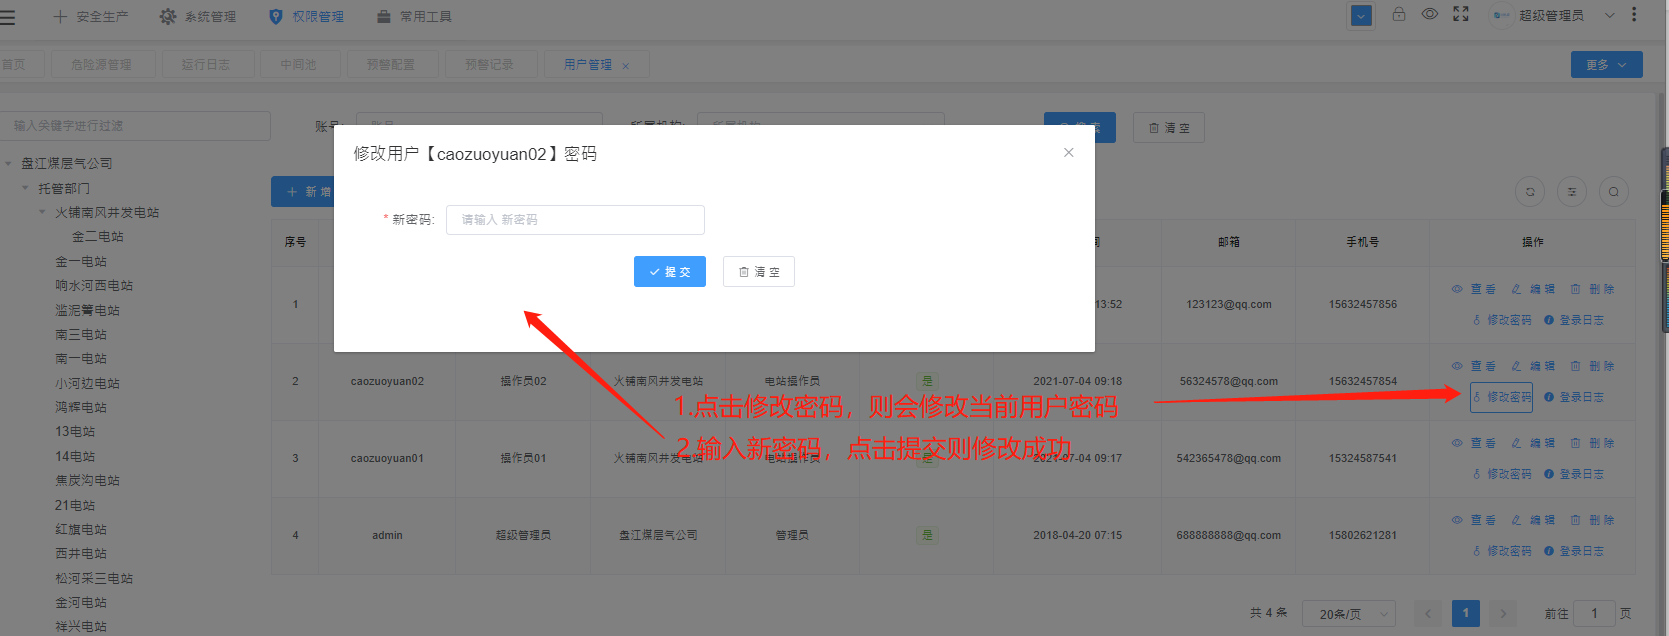 安全生产 系统管理 权限管理 常用工具 超级管理员
首页 危险源管理 运行日志 中间池 预警配置 预警记录 用户管理 × 更多
输入关键字进行过滤 账号: 账号 所属机构: 所属机构 搜索 清 空
修改用户【caozuoyuan02】密码
盘江煤层气公司
托管部门
+ 新 增
* 新密码: 请输入 新密码
火铺南风井发电站
金二电站
序号 间 邮箱 手机号 操作
金一电站
提 交 清 空
响水河西电站
滥泥箐电站
1 13:52 123123@qq.com 15632457856 查 看 编 辑 删 除
修改密码 登录日志
南三电站
南一电站
小河边电站
2 caozuoyuan02 操作员02 火铺南风井发电站 电站操作员 是 2021-07-04 09:18 56324578@qq.com 15632457854 查 看 编 辑 删 除
修改密码 登录日志
1.点击修改密码，则会修改当前用户密码
鸿辉电站
13电站
2.输入新密码，点击提交则修改成功
14电站
3 caozuoyuan01 操作员01 火铺南风井发电站 电站操作员 是 2021-07-04 09:17 542365478@qq.com 15324587541 查 看 编 辑 删 除
修改密码 登录日志
焦炭沟电站
21电站
红旗电站
4 admin 超级管理员 盘江煤层气公司 管理员 是 2018-04-20 07:15 688888888@qq.com 15802621281 查 看 编 辑 删 除
修改密码 登录日志
西井电站
松河采三电站
金河电站
共 4 条 20条/页 1 前往 1 页
祥兴电站